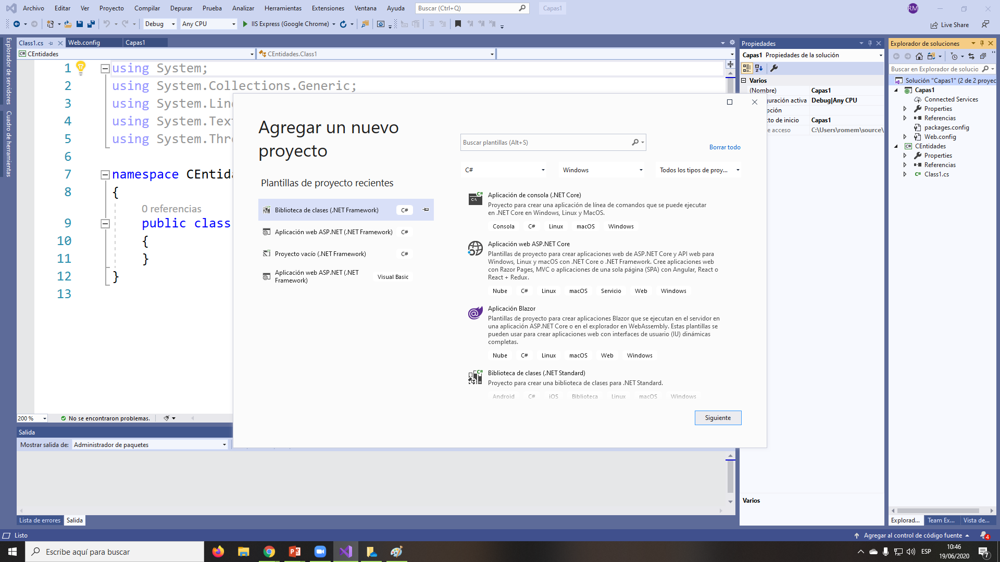 Archivo Editar Ver Proyecto Compilar Depurar Prueba Analizar Herramientas Extensiones Ventana Ayuda Buscar (Ctrl+Q) Capas1 RM
Debug Any CPU IIS Express (Google Chrome) Live Share
Explorador de servidores
Cuadro de herramientas
Class1.cs Web.config Capas1
C# CEntidades CEntidades.Class1
1 using System;
2 using System.Collections.Generic;
3 using System.Lin
4 using System.Tex
5 using System.Thr
6
7 namespace CEntid
8 {
0 referencias
9 public class
10 {
11 }
12 }
13
200 % No se encontraron problemas.
Salida
Mostrar salida de: Administrador de paquetes
Lista de errores Salida
Agregar un nuevo
proyecto
Plantillas de proyecto recientes
Biblioteca de clases (.NET Framework) C#
Aplicación web ASP.NET (.NET Framework) C#
Proyecto vacío (.NET Framework) C#
Aplicación web ASP.NET (.NET
Framework) Visual Basic
Buscar plantillas (Alt+S)
Borrar todo
C# Windows Todos los tipos de proy...
Aplicación de consola (.NET Core)
Proyecto para crear una aplicación de línea de comandos que se puede ejecutar
en .NET Core en Windows, Linux y MacOS.
Consola C# Linux macOS Windows
Aplicación web ASP.NET Core
Plantillas de proyecto para crear aplicaciones web de ASP.NET Core y API web para
Windows, Linux y macOS con .NET Core o .NET Framework. Cree aplicaciones web
con Razor Pages, MVC o aplicaciones de una sola página (SPA) con Angular, React o
React + Redux.
Nube C# Linux macOS Servicio Web Windows
Aplicación Blazor
Plantillas de proyecto para crear aplicaciones Blazor que se ejecutan en el servidor en
una aplicación ASP.NET Core o en el explorador en WebAssembly. Estas plantillas se
pueden usar para crear aplicaciones web con interfaces de usuario (IU) dinámicas
completas.
Nube C# Linux macOS Web Windows
Biblioteca de clases (.NET Standard)
Proyecto para crear una biblioteca de clases para .NET Standard.
Android C# iOS Biblioteca Linux macOS Windows
Siguiente
Propiedades
Capas1 Propiedades de la solución
Varios
(Nombre) Capas1
guración activa Debug|Any CPU
pción
cto de inicio Capas1
e acceso C:\Users\romem\source\
Varios
Explorador de soluciones
Buscar en Explorador de solucio
Solución "Capas1" (2 de 2 proyec
Capas1
Connected Services
Properties
Referencias
packages.config
Web.config
C# CEntidades
Properties
Referencias
C# Class1.cs
Explorad... Team Ex... Vista de...
Listo Agregar al control de código fuente 4
Escribe aquí para buscar ESP 10:46
19/06/2020 7